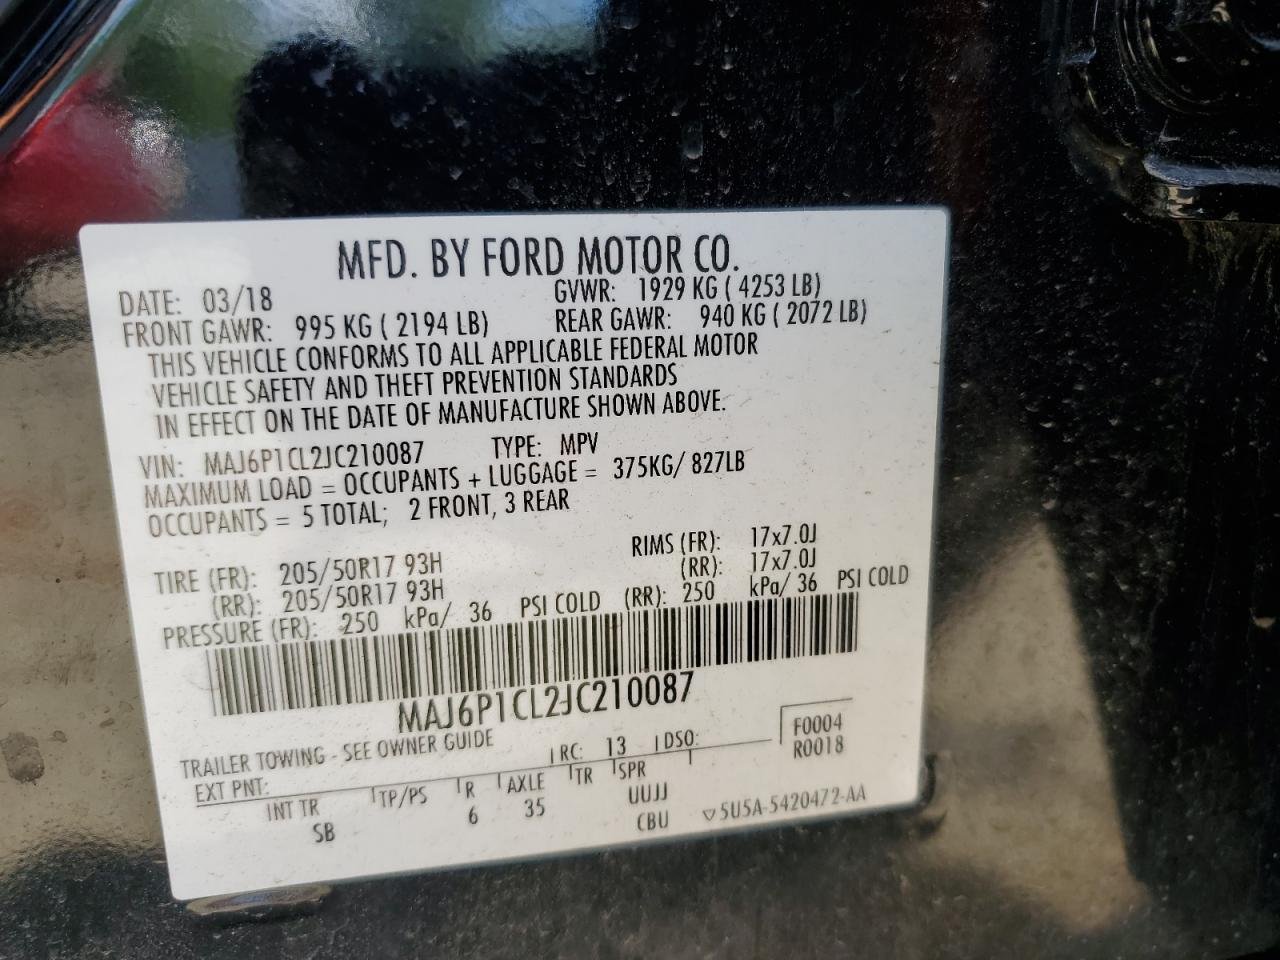 MFD. BY FORD MOTOR CO.
DATE: 03/18 GVWR: 1929 KG ( 4253 LB)
FRONT GAWR: 995 KG ( 2194 LB) REAR GAWR: 940 KG ( 2072 LB)
THIS VEHICLE CONFORMS TO ALL APPLICABLE FEDERAL MOTOR
VEHICLE SAFETY AND THEFT PREVENTION STANDARDS
IN EFFECT ON THE DATE OF MANUFACTURE SHOWN ABOVE.
VIN: MAJ6P1CL2JC210087 TYPE: MPV
MAXIMUM LOAD = OCCUPANTS + LUGGAGE = 375KG/ 827LB
OCCUPANTS = 5 TOTAL; 2 FRONT, 3 REAR
TIRE (FR): 205/50R17 93H RIMS (FR): 17x7.0J
(RR): 205/50R17 93H (RR): 17x7.0J
PRESSURE (FR): 250 kPa/ 36 PSI COLD (RR): 250 kPa/ 36 PSI COLD
MAJ6P1CL2JC210087
TRAILER TOWING - SEE OWNER GUIDE
EXT PNT: RC: 13 DSO: F0004
R0018
INT TR TP/PS R AXLE TR SPR
SB 6 35 UUJJ
CBU 5U5A-5420472-AA